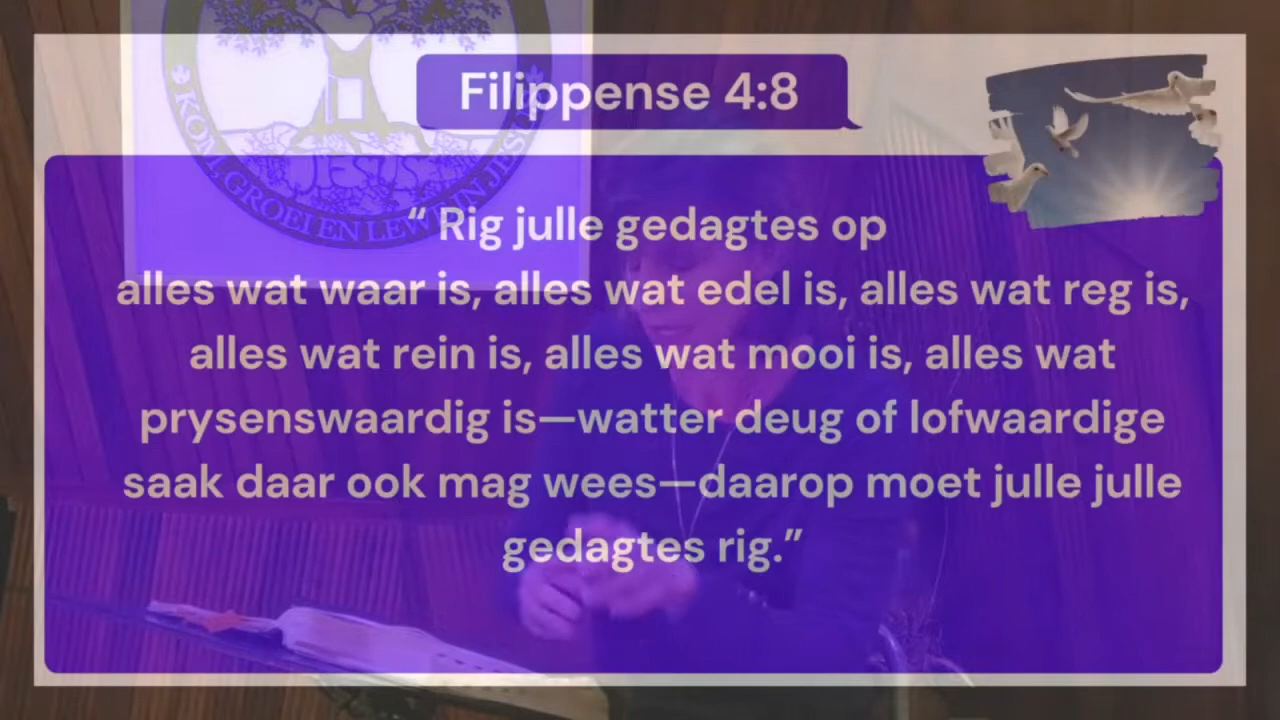 Filippense 4:8
KOM, GROEI EN LEWE IN JESUS
JESUS
“ Rig julle gedagtes op
alles wat waar is, alles wat edel is, alles wat reg is,
alles wat rein is, alles wat mooi is, alles wat
prysenswaardig is—watter deug of lofwaardige
saak daar ook mag wees—daarop moet julle julle
gedagtes rig.”